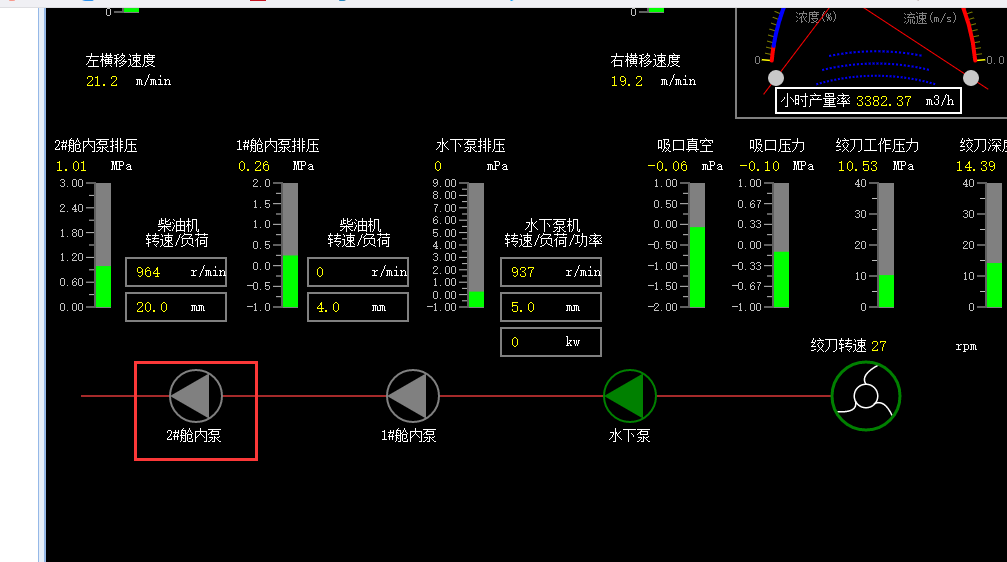 0
0
浓度(%) 流速(m/s)
0 0.0
左横移速度
21.2 m/min
右横移速度
19.2 m/min
小时产量率 3382.37 m3/h
2#舱内泵排压
1.01 MPa
3.00
2.40
1.80
1.20
0.60
0.00
柴油机
转速/负荷
964 r/min
20.0 mm
1#舱内泵排压
0.26 MPa
2.0
1.5
1.0
0.5
0.0
-0.5
-1.0
柴油机
转速/负荷
0 r/min
4.0 mm
水下泵排压
0 mPa
9.00
8.00
7.00
6.00
5.00
4.00
3.00
2.00
1.00
0.00
-1.00
水下泵机
转速/负荷/功率
937 r/min
5.0 mm
0 kw
吸口真空
-0.06 mPa
1.00
0.50
0.00
-0.50
-1.00
-1.50
-2.00
吸口压力
-0.10 MPa
1.00
0.67
0.33
0.00
-0.33
-0.67
-1.00
绞刀工作压力
10.53 MPa
40
30
20
10
0
绞刀深度
14.39
40
30
20
10
0
绞刀转速 27 rpm
2#舱内泵
1#舱内泵
水下泵